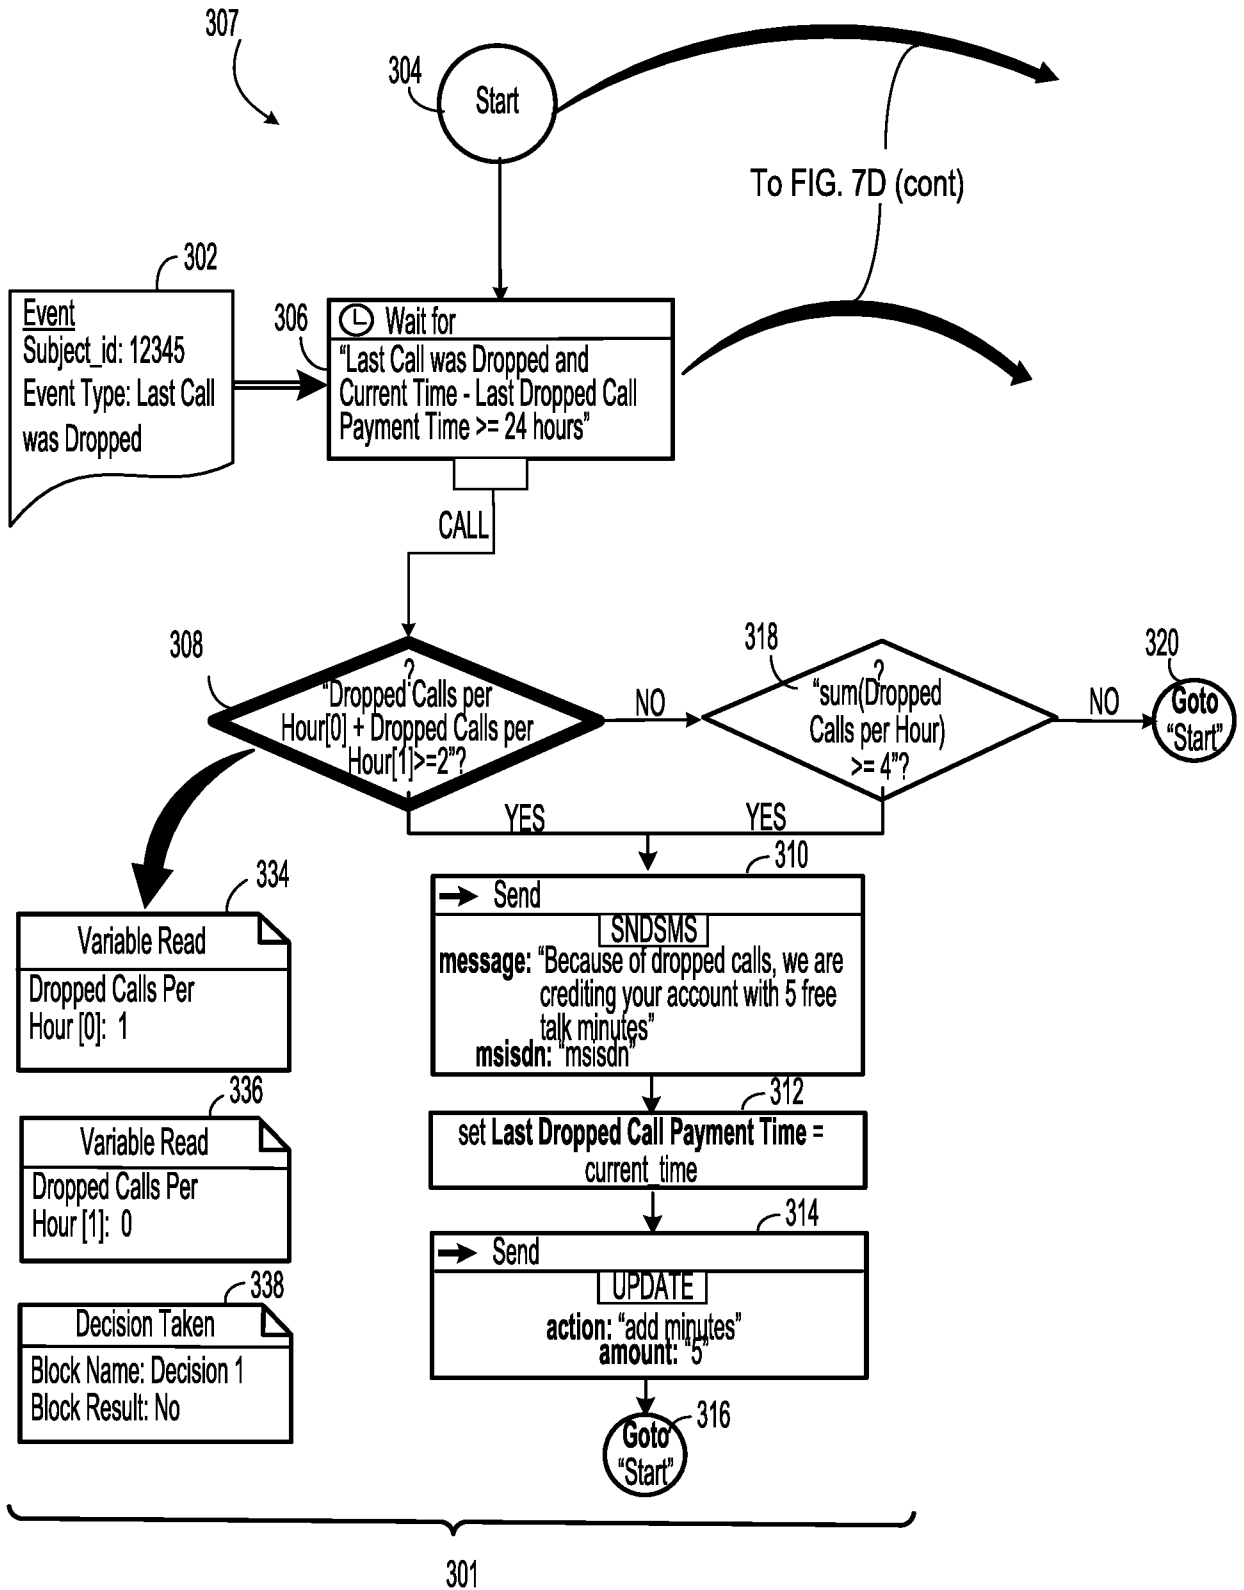 307
304
Start
To FIG. 7D (cont)
302
Event
Subject_id: 12345
Event Type: Last Call
was Dropped
306
Wait for
“Last Call was Dropped and
Current Time - Last Dropped Call
Payment Time >= 24 hours”
CALL
308
?
“Dropped Calls per
Hour[0] + Dropped Calls per
Hour[1]>=2”?
NO
318
?
“sum(Dropped
Calls per Hour)
>= 4”?
NO
320
Goto
“Start”
YES
YES
310
Send
SNDSMS
message: “Because of dropped calls, we are
crediting your account with 5 free
talk minutes”
msisdn: “msisdn”
334
Variable Read
Dropped Calls Per
Hour [0]: 1
312
set Last Dropped Call Payment Time =
current_time
336
Variable Read
Dropped Calls Per
Hour [1]: 0
314
Send
UPDATE
action: “add minutes”
amount: “5”
338
Decision Taken
Block Name: Decision 1
Block Result: No
316
Goto
“Start”
301